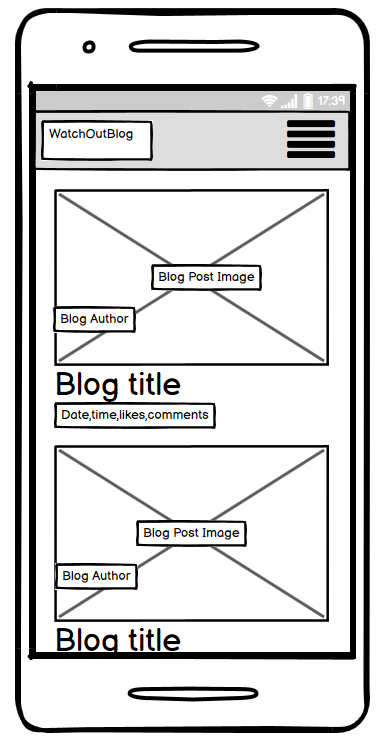 17:39
WatchOutBlog
Blog Post Image
Blog Author
Blog title
Date,time,likes,comments
Blog Post Image
Blog Author
Blog title